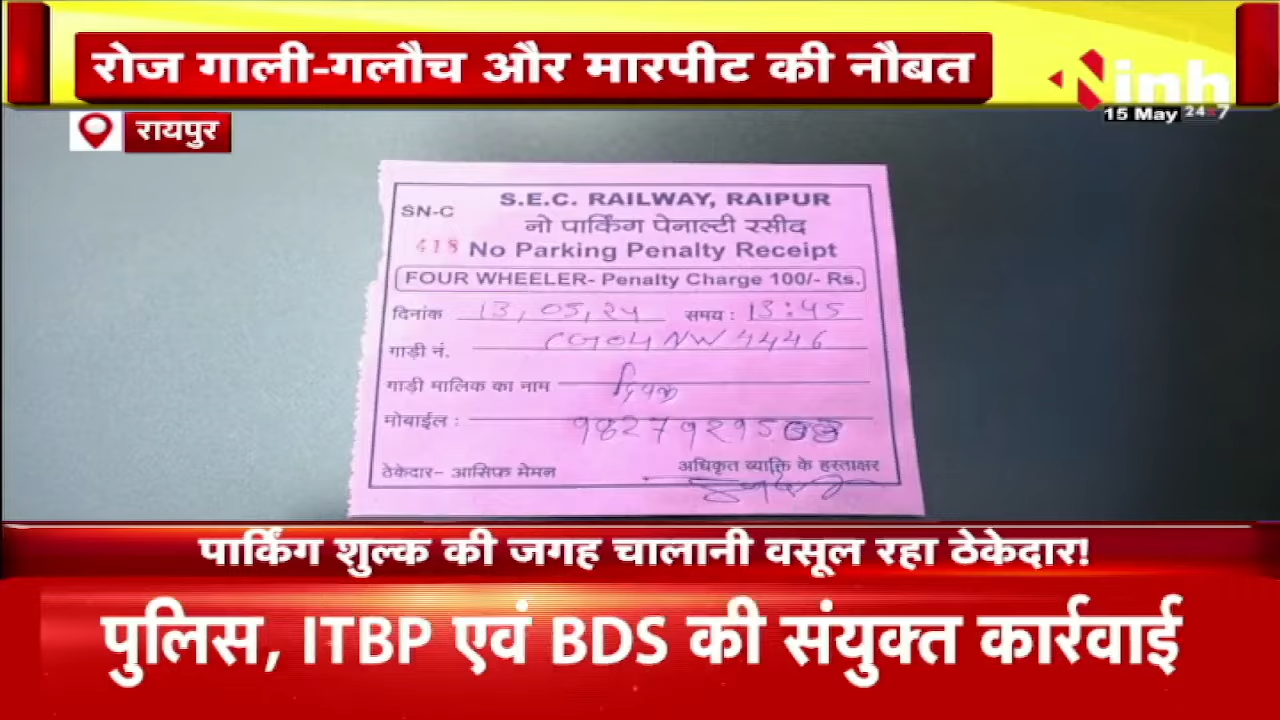 रोज गाली-गलौच और मारपीट की नौबत
inh
15 May 24x7
रायपुर
S.E.C. RAILWAY, RAIPUR
SN-C
नो पार्किंग पेनाल्टी रसीद
418 No Parking Penalty Receipt
FOUR WHEELER- Penalty Charge 100/- Rs.
दिनांक 13,05,24 समय : 13:45
गाड़ी नं. CG04 NW 4446
गाड़ी मालिक का नाम
मोबाईल :
ठेकेदार- आसिफ मेमन अधिकृत व्याक्ति के हस्ताक्षर
पार्किंग शुल्क की जगह चालानी वसूल रहा ठेकेदार!
पुलिस, ITBP एवं BDS की संयुक्त कार्रवाई